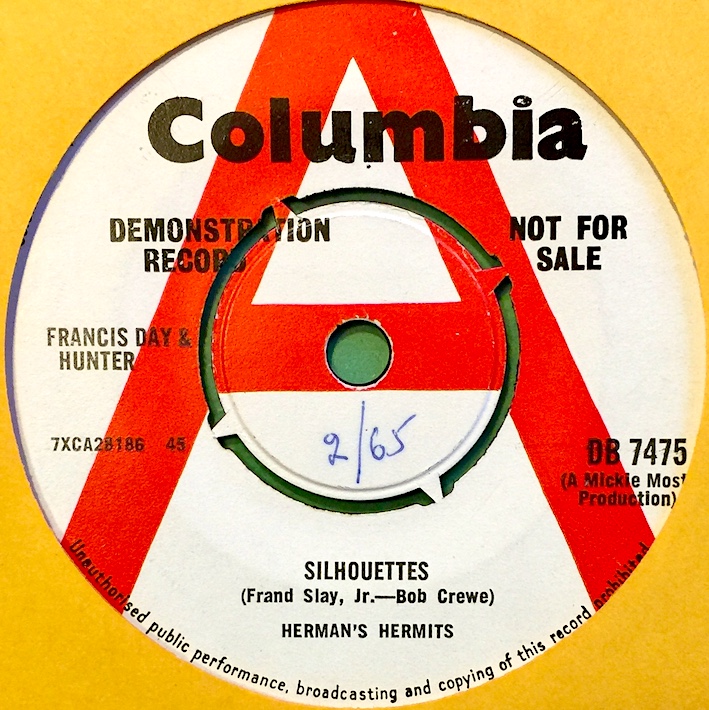 Columbia
DEMONSTRATION
RECORD
NOT FOR
SALE
FRANCIS DAY &
HUNTER
7XCA28186 45
2/65
DB 7475
(A Mickie Most
Production)
SILHOUETTES
(Frand Slay, Jr.—Bob Crewe)
HERMAN'S HERMITS
Unauthorised public performance, broadcasting and copying of this record prohibited